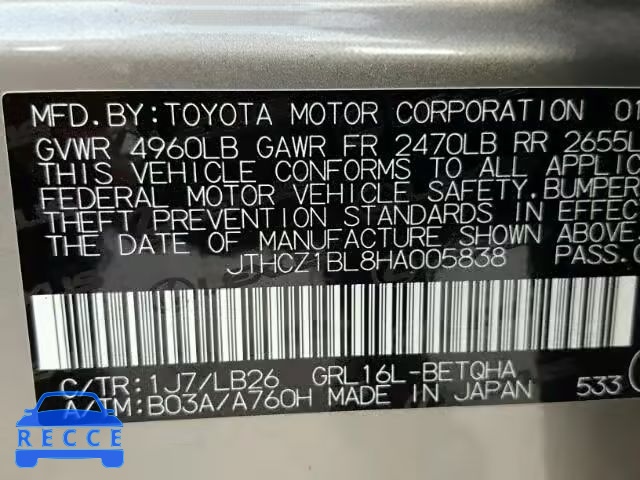 MFD.BY:TOYOTA MOTOR CORPORATION 01
GVWR 4960LB GAWR FR 2470LB RR 2655L
THIS VEHICLE CONFORMS TO ALL APPLIC
FEDERAL MOTOR VEHICLE SAFETY,BUMPER
THEFT PREVENTION STANDARDS IN EFFEC
THE DATE OF MANUFACTURE SHOWN ABOVE.
JTHCZ1BL8HA005838 PASS.C
C/TR:1J7/LB26 GRL16L-BETQHA
A/TM:B03A/A760H MADE IN JAPAN 533
RECCE